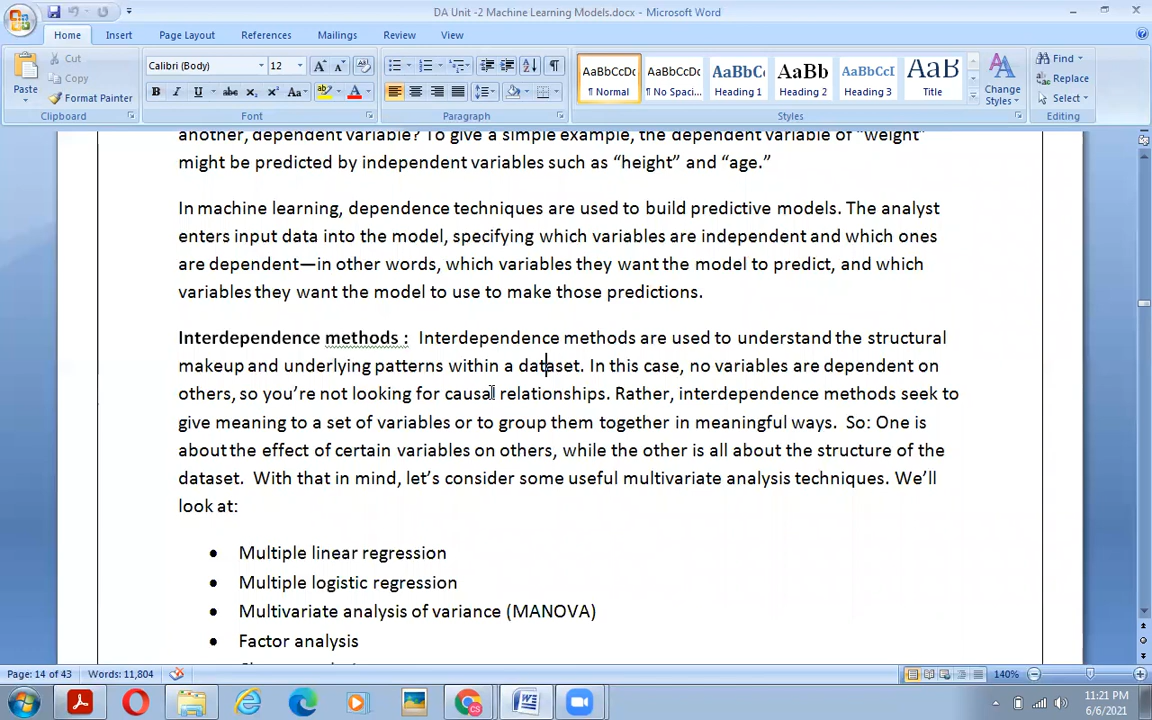 DA Unit -2 Machine Learning Models.docx - Microsoft Word
Home Insert Page Layout References Mailings Review View
Paste
Cut
Copy
Format Painter
Clipboard
Calibri (Body) 12
B I U abc X₂ X² Aa
Font
Paragraph
AaBbCcDc AaBbCcDc AaBbC AaBb AaBbCcI AaB
¶ Normal ¶ No Spaci... Heading 1 Heading 2 Heading 3 Title
Change Styles
Styles
Find
Replace
Select
Editing
another, dependent variable? To give a simple example, the dependent variable of “weight”
might be predicted by independent variables such as “height” and “age.”
In machine learning, dependence techniques are used to build predictive models. The analyst
enters input data into the model, specifying which variables are independent and which ones
are dependent—in other words, which variables they want the model to predict, and which
variables they want the model to use to make those predictions.
Interdependence methods : Interdependence methods are used to understand the structural
makeup and underlying patterns within a dataset. In this case, no variables are dependent on
others, so you’re not looking for causal relationships. Rather, interdependence methods seek to
give meaning to a set of variables or to group them together in meaningful ways. So: One is
about the effect of certain variables on others, while the other is all about the structure of the
dataset. With that in mind, let’s consider some useful multivariate analysis techniques. We’ll
look at:
• Multiple linear regression
• Multiple logistic regression
• Multivariate analysis of variance (MANOVA)
• Factor analysis
Page: 14 of 43 Words: 11,804 140%
11:21 PM
6/6/2021